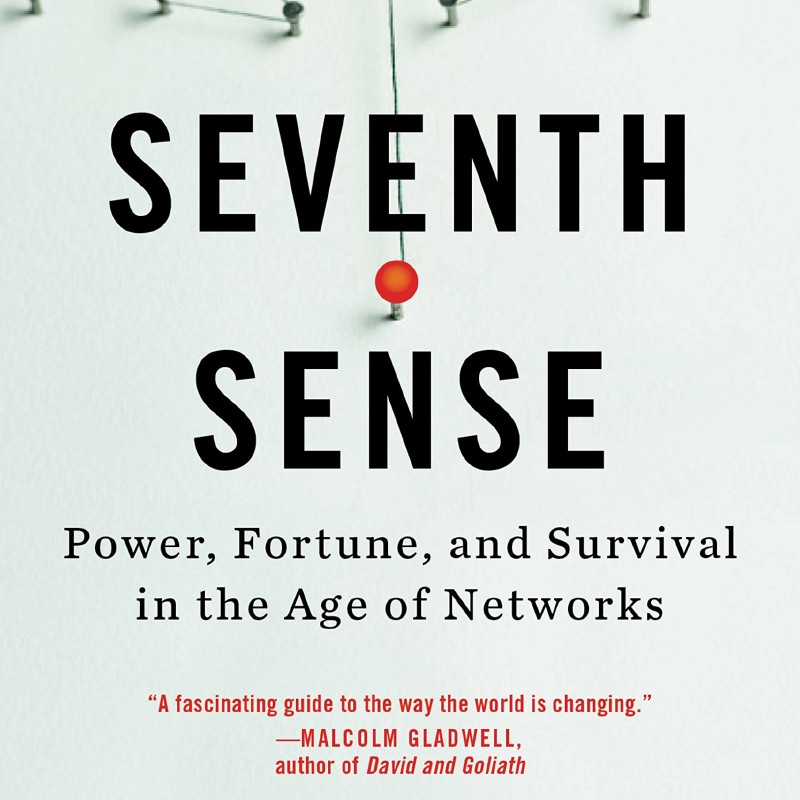 SEVENTH
SENSE
Power, Fortune, and Survival
in the Age of Networks
“A fascinating guide to the way the world is changing.”
—MALCOLM GLADWELL,
author of David and Goliath